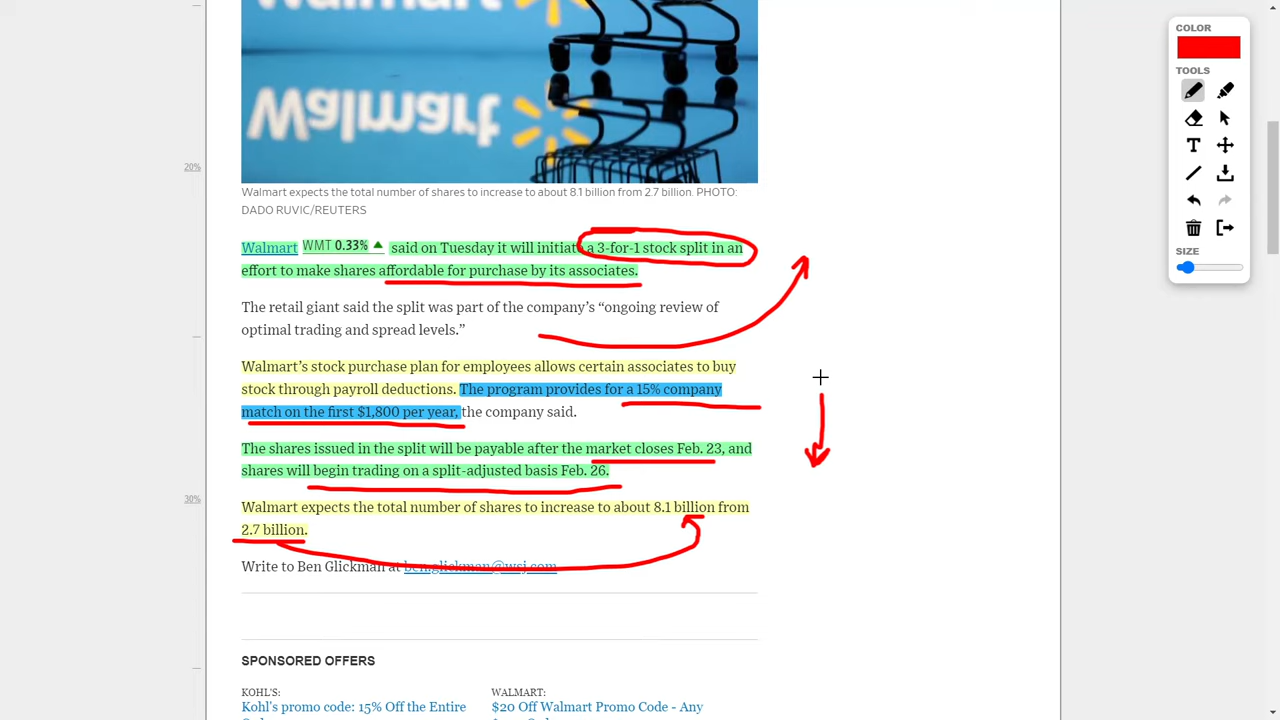 Walmart
Walmart
COLOR
TOOLS
T
SIZE
20%
Walmart expects the total number of shares to increase to about 8.1 billion from 2.7 billion. PHOTO:
DADO RUVIC/REUTERS
Walmart WMT 0.33% said on Tuesday it will initiate a 3-for-1 stock split in an
effort to make shares affordable for purchase by its associates.
The retail giant said the split was part of the company’s “ongoing review of
optimal trading and spread levels.”
Walmart’s stock purchase plan for employees allows certain associates to buy
stock through payroll deductions. The program provides for a 15% company
match on the first $1,800 per year, the company said.
The shares issued in the split will be payable after the market closes Feb. 23, and
shares will begin trading on a split-adjusted basis Feb. 26.
30%
Walmart expects the total number of shares to increase to about 8.1 billion from
2.7 billion.
Write to Ben Glickman at ben.glickman@wsj.com
SPONSORED OFFERS
KOHL'S:
Kohl's promo code: 15% Off the Entire
WALMART:
$20 Off Walmart Promo Code - Any